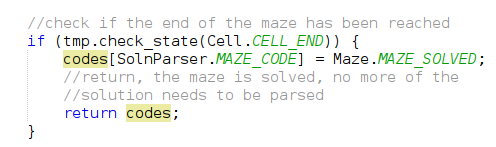 //check if the end of the maze has been reached
if (tmp.check_state(Cell.CELL_END)) {
codes[SolnParser.MAZE_CODE] = Maze.MAZE_SOLVED;
//return, the maze is solved, no more of the
//solution needs to be parsed
return codes;
}